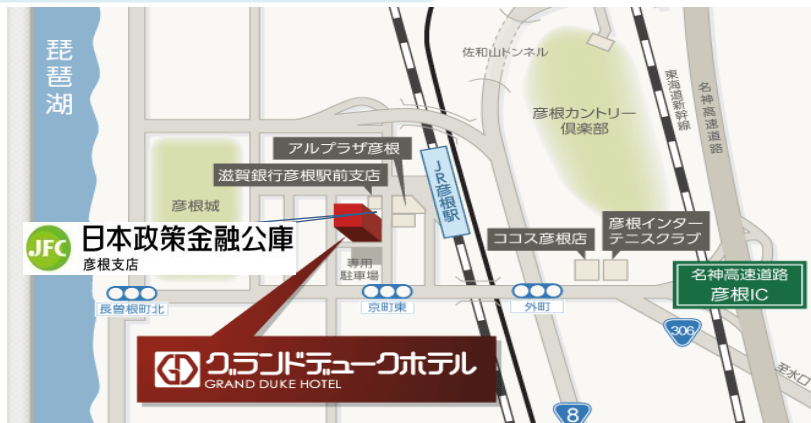 琵琶湖
佐和山トンネル
東海道新幹線
名神高速道路
彦根カントリー
倶楽部
アルプラザ彦根
滋賀銀行彦根駅前支店
JR彦根駅
彦根城
JFC 日本政策金融公庫
彦根支店
専用
駐車場
ココス彦根店
彦根インター
テニスクラブ
名神高速道路
彦根IC
長曽根町北
京町東
外町
306
至水口
GD グランドデュークホテル
GRAND DUKE HOTEL
8